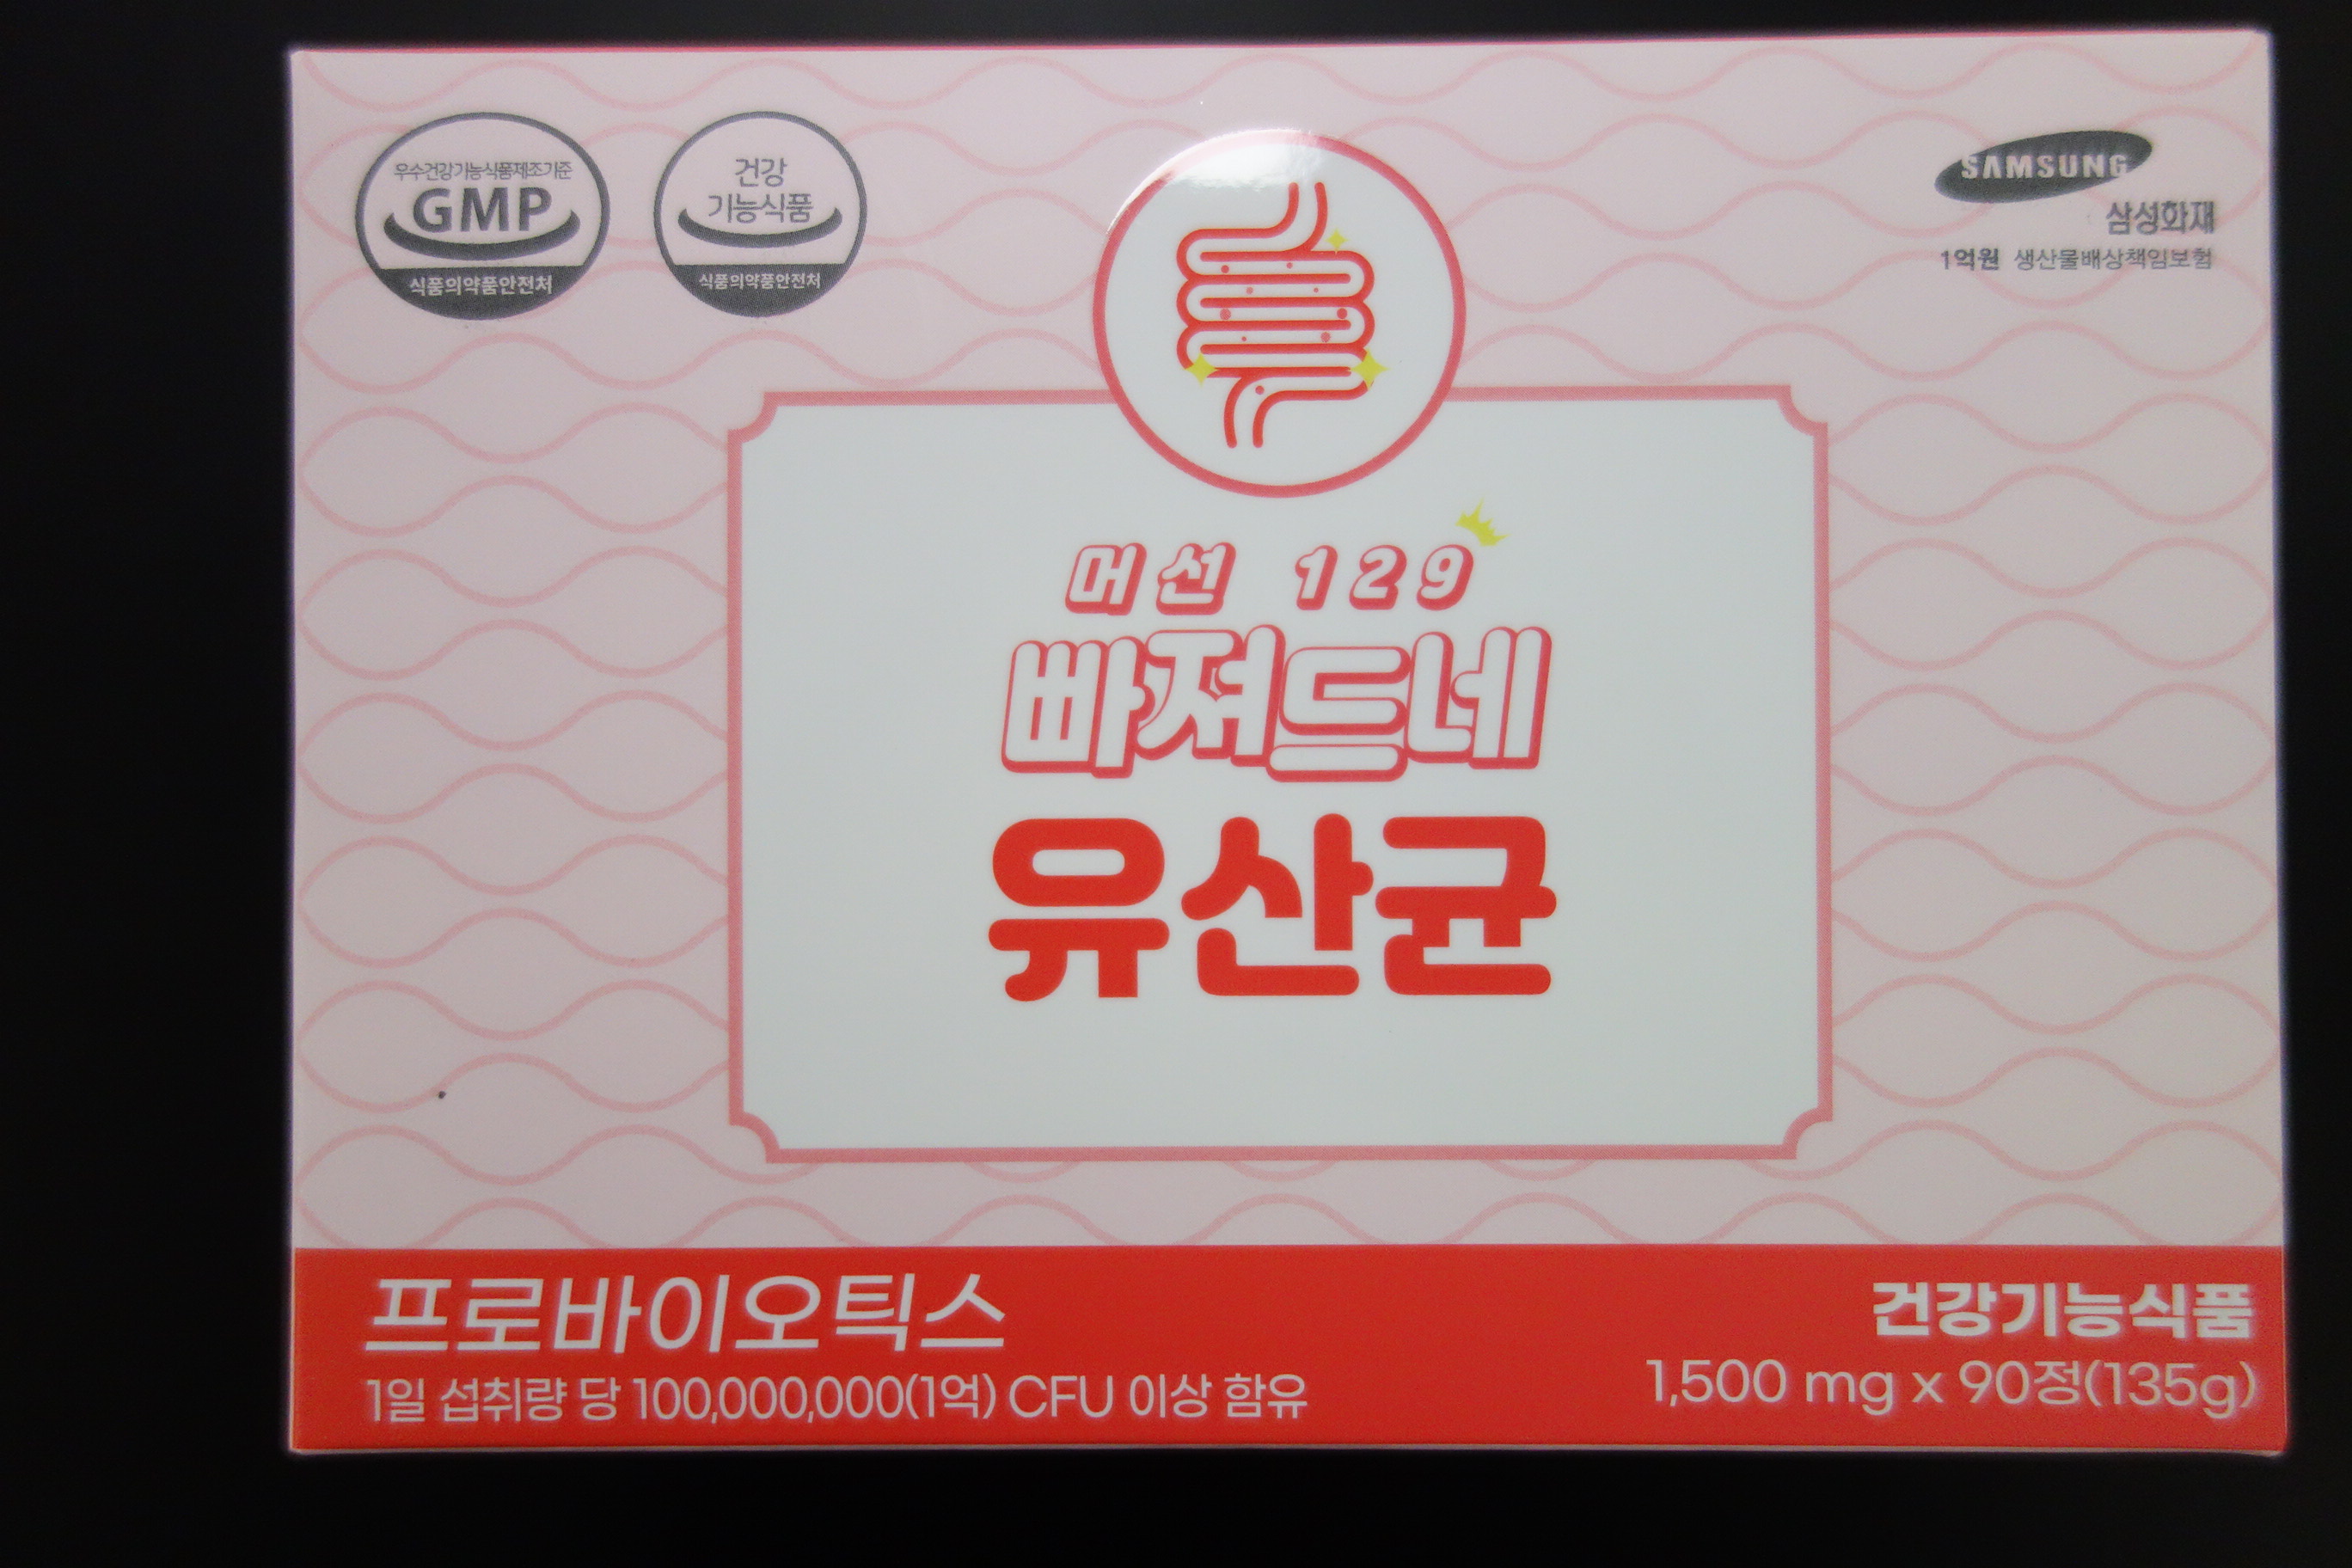 우수건강기능식품제조기준
GMP
식품의약품안전처
건강
기능식품
식품의약품안전처
SAMSUNG
삼성화재
1억원 생산물배상책임보험
머선 129
빠져드네
유산균
프로바이오틱스
1일 섭취량 당 100,000,000(1억) CFU 이상 함유
건강기능식품
1,500 mg x 90정(135g)